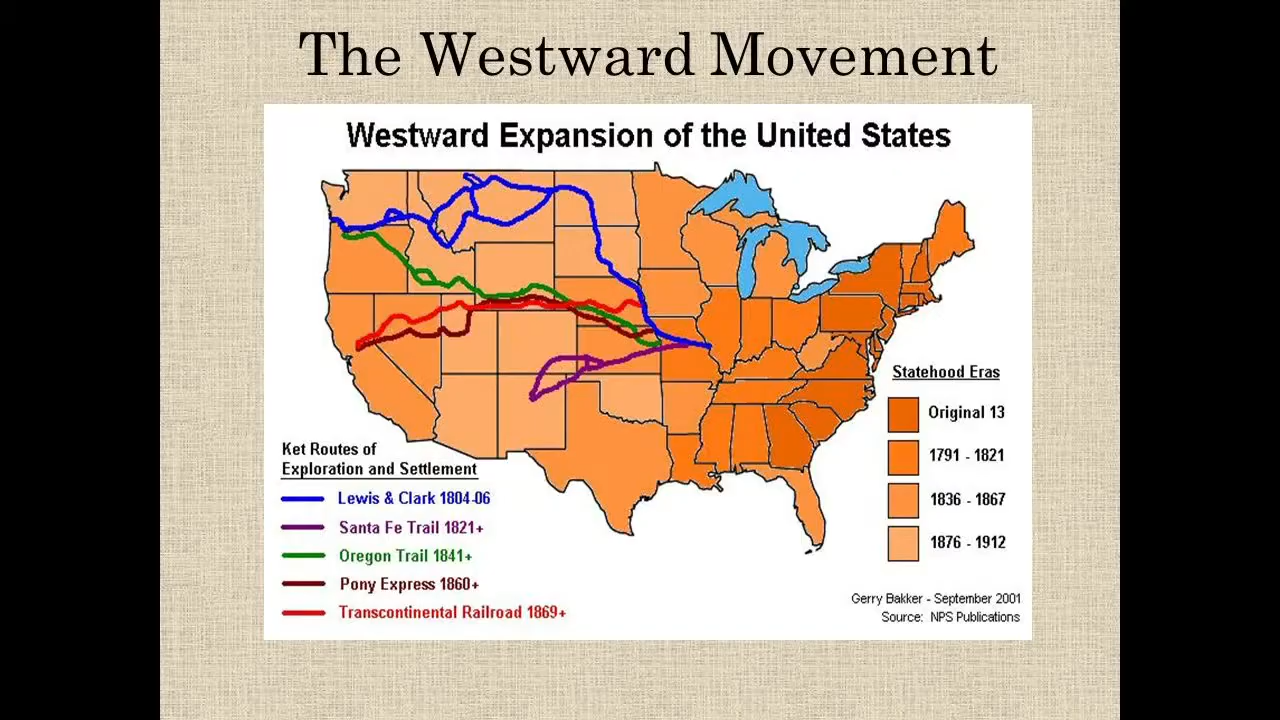 The Westward Movement
Westward Expansion of the United States
Statehood Eras
Original 13
1791 - 1821
1836 - 1867
1876 - 1912
Ket Routes of
Exploration and Settlement
Lewis & Clark 1804-06
Santa Fe Trail 1821+
Oregon Trail 1841+
Pony Express 1860+
Transcontinental Railroad 1869+
Gerry Bakker - September 2001
Source: NPS Publications